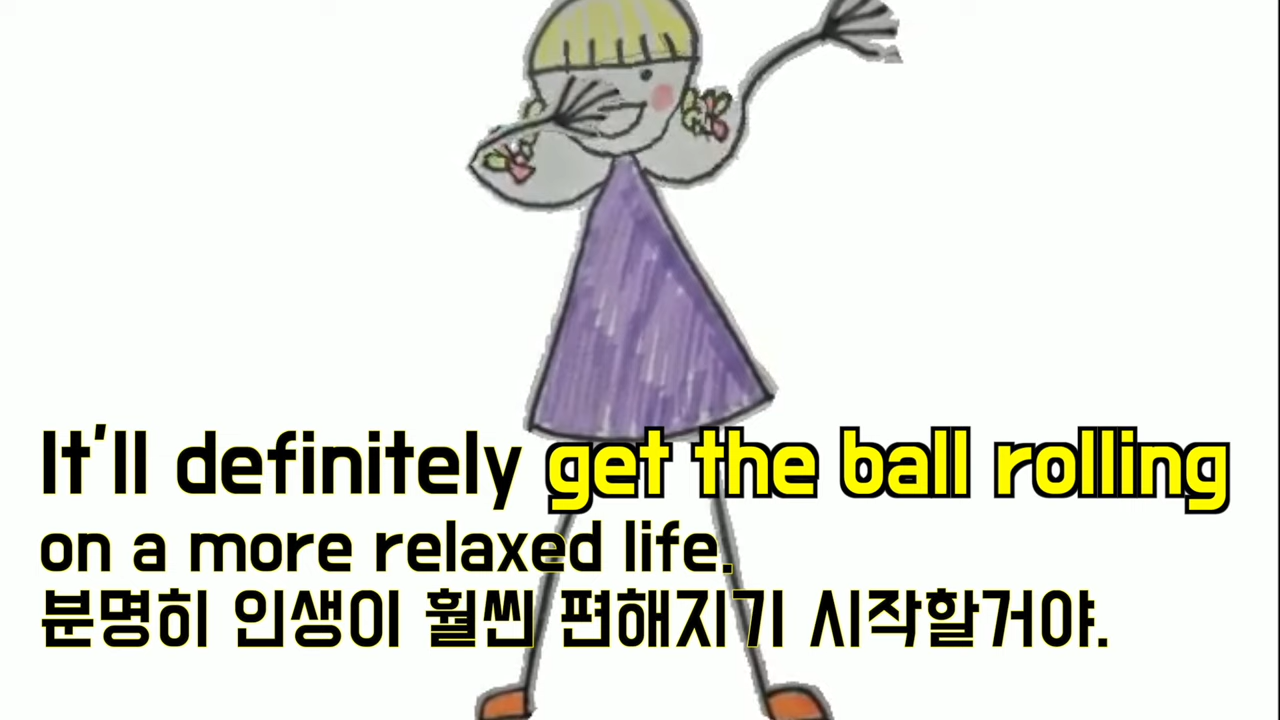 It'll definitely get the ball rolling
on a more relaxed life.
분명히 인생이 훨씬 편해지기 시작할거야.